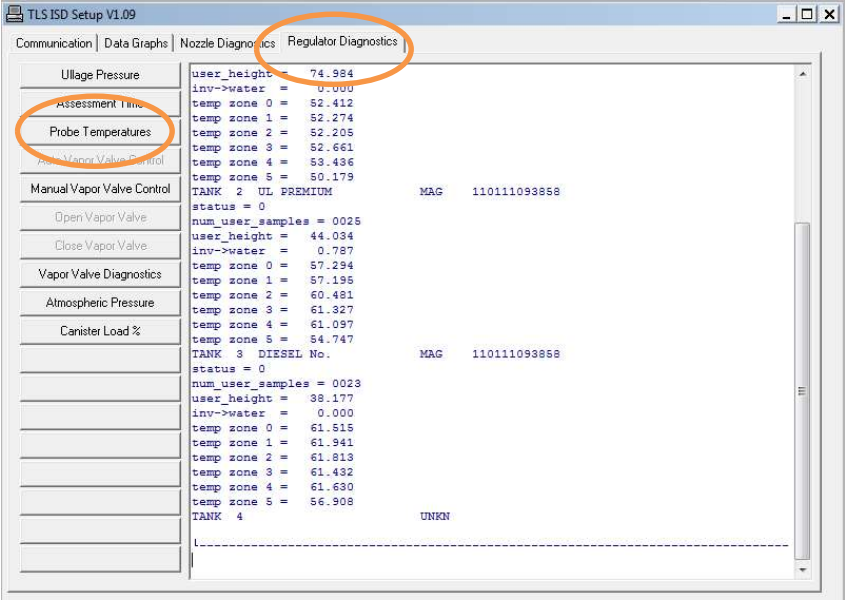 TLS ISD Setup V1.09
Communication Data Graphs Nozzle Diagnostics Regulator Diagnostics
Ullage Pressure
Assessment Time
Probe Temperatures
Auto Vapor Valve Control
Manual Vapor Valve Control
Open Vapor Valve
Close Vapor Valve
Vapor Valve Diagnostics
Atmospheric Pressure
Canister Load %
user_height = 74.984
inv->water = 0.000
temp zone 0 = 52.412
temp zone 1 = 52.274
temp zone 2 = 52.205
temp zone 3 = 52.661
temp zone 4 = 53.436
temp zone 5 = 50.179
TANK 2 UL PREMIUM MAG 110111093858
status = 0
num_user_samples = 0025
user_height = 44.034
inv->water = 0.787
temp zone 0 = 57.294
temp zone 1 = 57.195
temp zone 2 = 60.481
temp zone 3 = 61.327
temp zone 4 = 61.097
temp zone 5 = 54.747
TANK 3 DIESEL No. MAG 110111093858
status = 0
num_user_samples = 0023
user_height = 38.177
inv->water = 0.000
temp zone 0 = 61.515
temp zone 1 = 61.941
temp zone 2 = 61.813
temp zone 3 = 61.432
temp zone 4 = 61.630
temp zone 5 = 56.908
TANK 4 UNKN